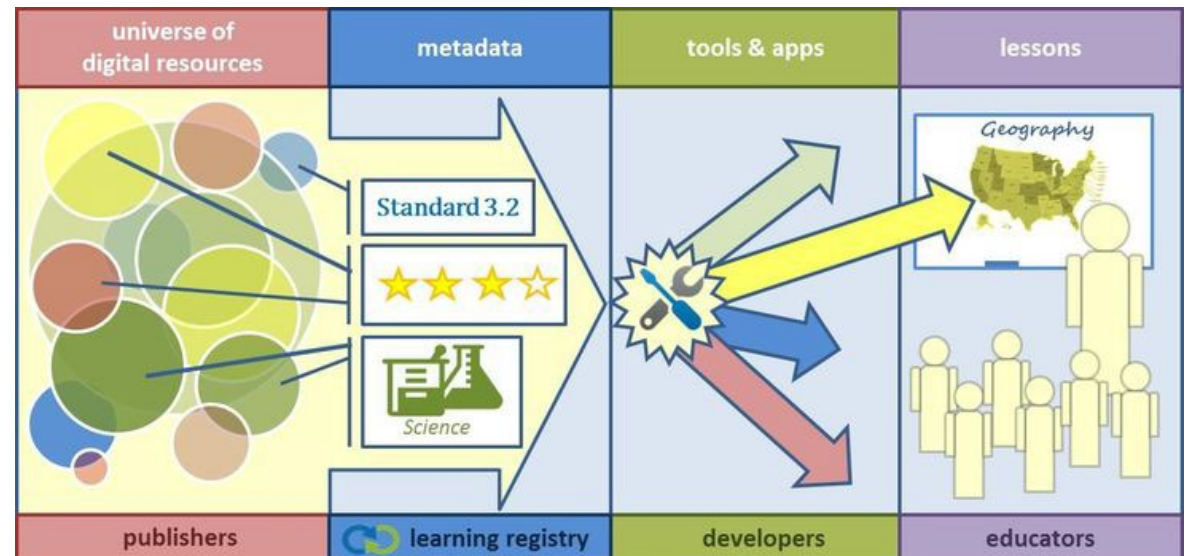 universe of
digital resources
metadata
tools & apps
lessons
Standard 3.2
Science
Geography
publishers
learning registry
developers
educators